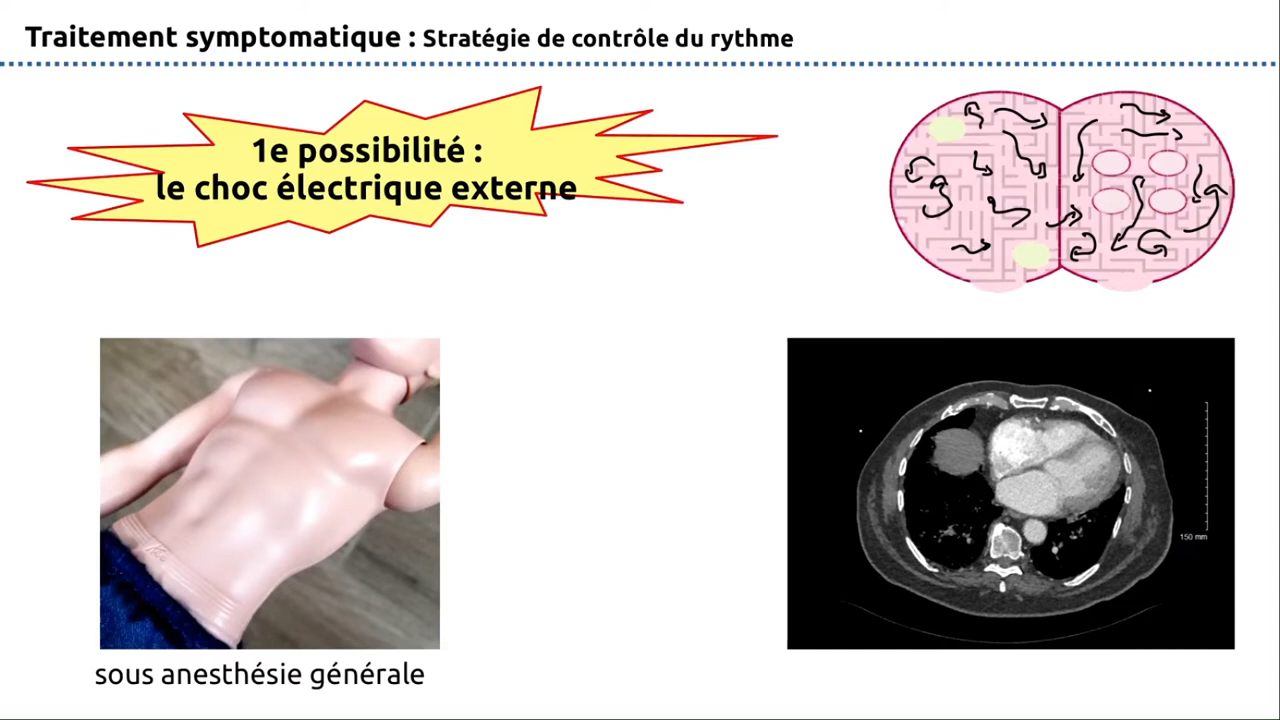 Traitement symptomatique : Stratégie de contrôle du rythme
1e possibilité :
le choc électrique externe
150 mm
sous anesthésie générale